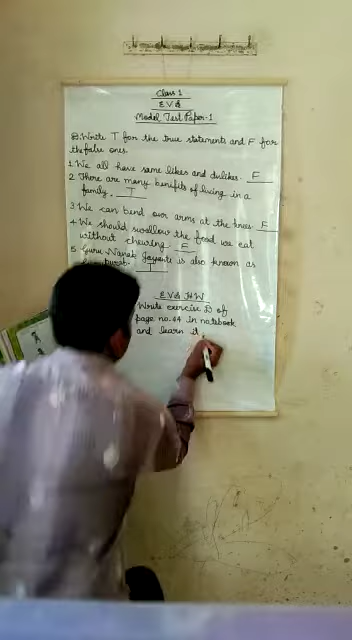 Class 1
EVS
Model Test Paper-1
Q. Write T for the true statements and F for
the false ones.
1. We all have same likes and dislikes. F
2. There are many benefits of living in a
family. T
3. We can bend our arms at the knees F
4. We should swallow the food we eat
without chewing F
5. Guru Nanak Jayanti is also known as
T
EVS HW
Write exercise D of
page no. 44 in notebook
and learn it